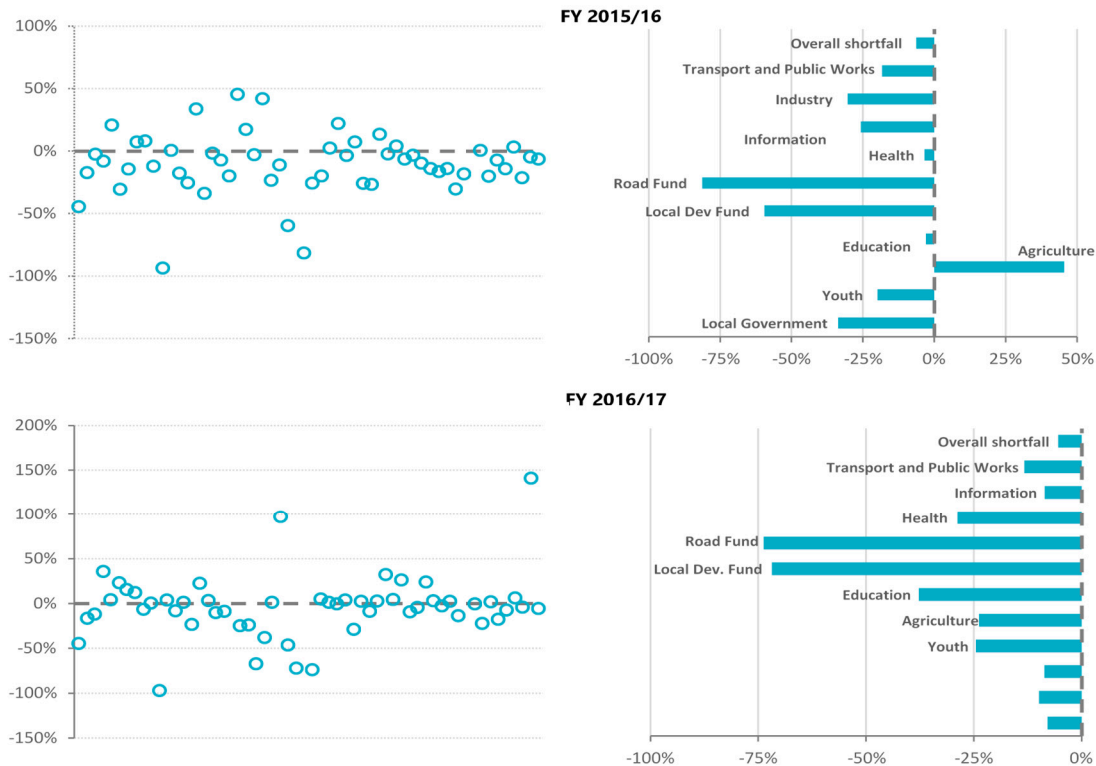 FY 2015/16
100%
50%
0%
-50%
-100%
-150%
Overall shortfall
Transport and Public Works
Industry
Information
Health
Road Fund
Local Dev Fund
Education
Agriculture
Youth
Local Government
-100% -75% -50% -25% 0% 25% 50%
FY 2016/17
200%
150%
100%
50%
0%
-50%
-100%
-150%
Overall shortfall
Transport and Public Works
Information
Health
Road Fund
Local Dev. Fund
Education
Agriculture
Youth
-100% -75% -50% -25% 0%